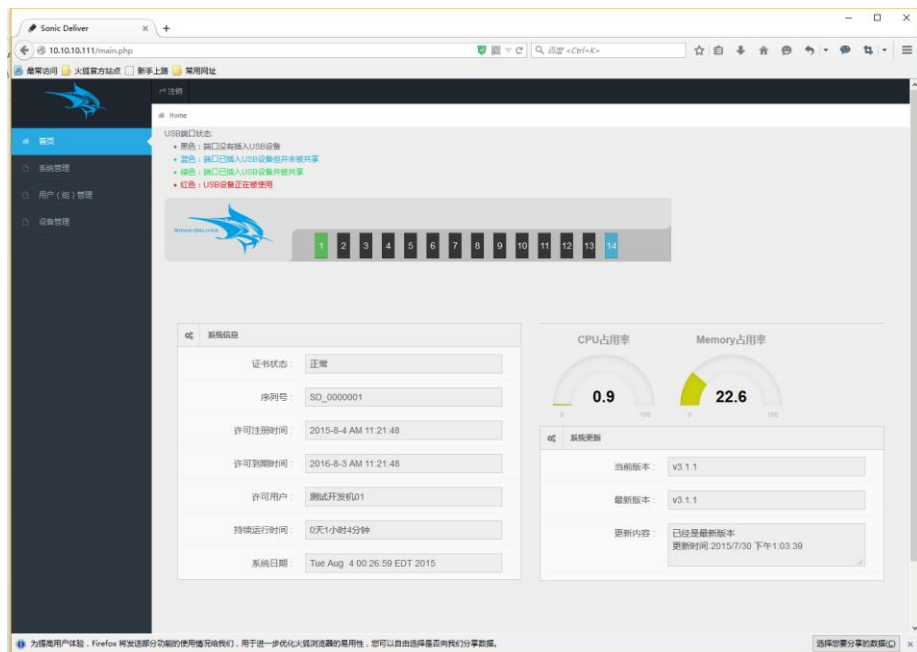 Sonic Deliver
10.10.10.111/main.php
百度 <Ctrl+K>
最常访问 火狐官方站点 新手上路 常用网址
注销
Home
首页
系统管理
用户（组）管理
设备管理
USB端口状态:
黑色：端口没有插入USB设备
蓝色：端口已插入USB设备但并未被共享
绿色：端口已插入USB设备并被共享
红色：USB设备正在被使用
SONIC DELIVER
1 2 3 4 5 6 7 8 9 10 11 12 13 14
系统信息
证书状态： 正常
序列号： SD_0000001
许可注册时间： 2015-8-4 AM 11:21:48
许可到期时间： 2016-8-3 AM 11:21:48
许可用户： 测试开发机01
持续运行时间： 0天1小时4分钟
系统日期： Tue Aug 4 00:26:59 EDT 2015
CPU占用率 Memory占用率
0.9 22.6
0 100 0 100
系统更新
当前版本： v3.1.1
最新版本： v3.1.1
更新内容： 已经是最新版本
更新时间:2015/7/30 下午1:03:39
为提高用户体验，Firefox 将发送部分功能的使用情况给我们，用于进一步优化火狐浏览器的易用性，您可以自由选择是否向我们分享数据。
选择您要分享的数据(C)